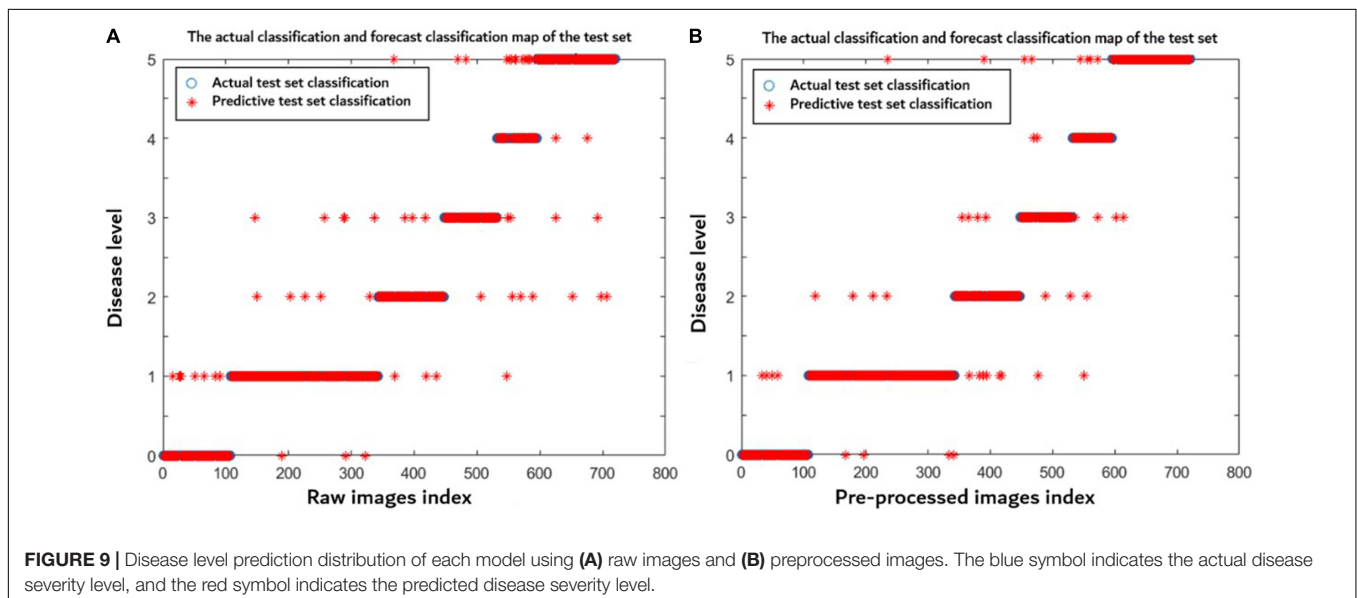 A
The actual classification and forecast classification map of the test set
Actual test set classification
Predictive test set classification
Disease level
5
4
3
2
1
0
0 100 200 300 400 500 600 700 800
Raw images index
B
The actual classification and forecast classification map of the test set
Actual test set classification
Predictive test set classification
Disease level
5
4
3
2
1
0
0 100 200 300 400 500 600 700 800
Pre-processed images index
FIGURE 9 | Disease level prediction distribution of each model using (A) raw images and (B) preprocessed images. The blue symbol indicates the actual disease
severity level, and the red symbol indicates the predicted disease severity level.